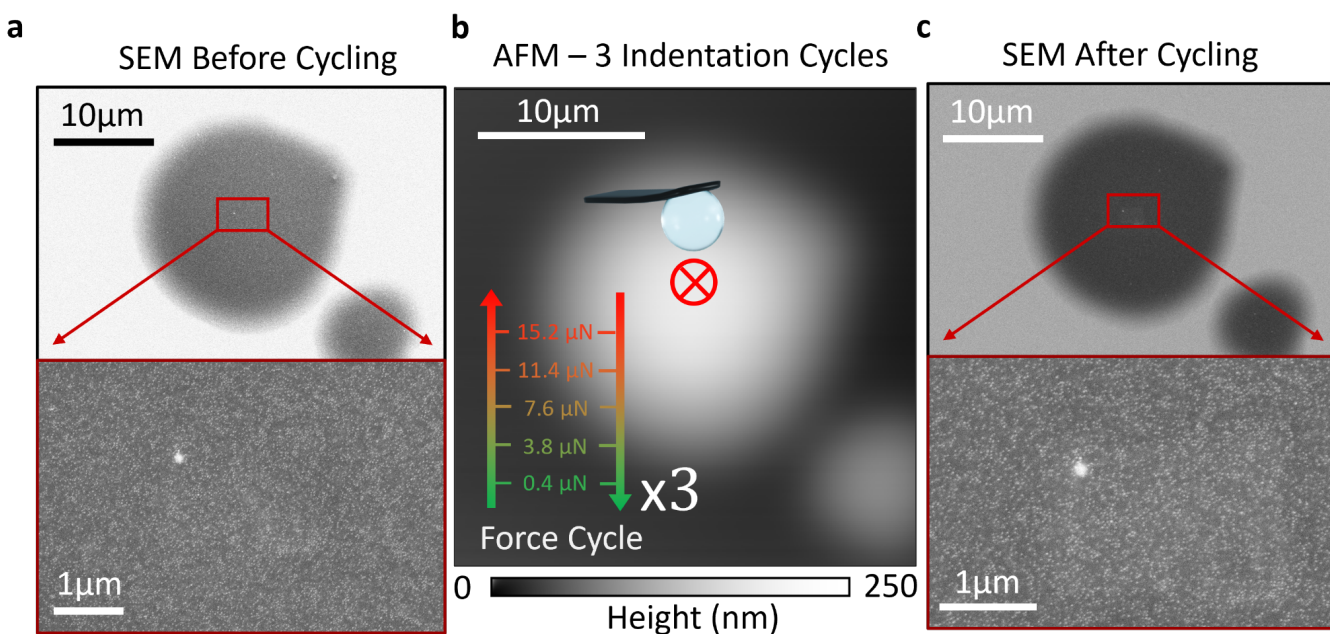 a
SEM Before Cycling
10µm
1µm
b
AFM – 3 Indentation Cycles
10µm
15.2 µN
11.4 µN
7.6 µN
3.8 µN
0.4 µN
x3
Force Cycle
0
250
Height (nm)
c
SEM After Cycling
10µm
1µm